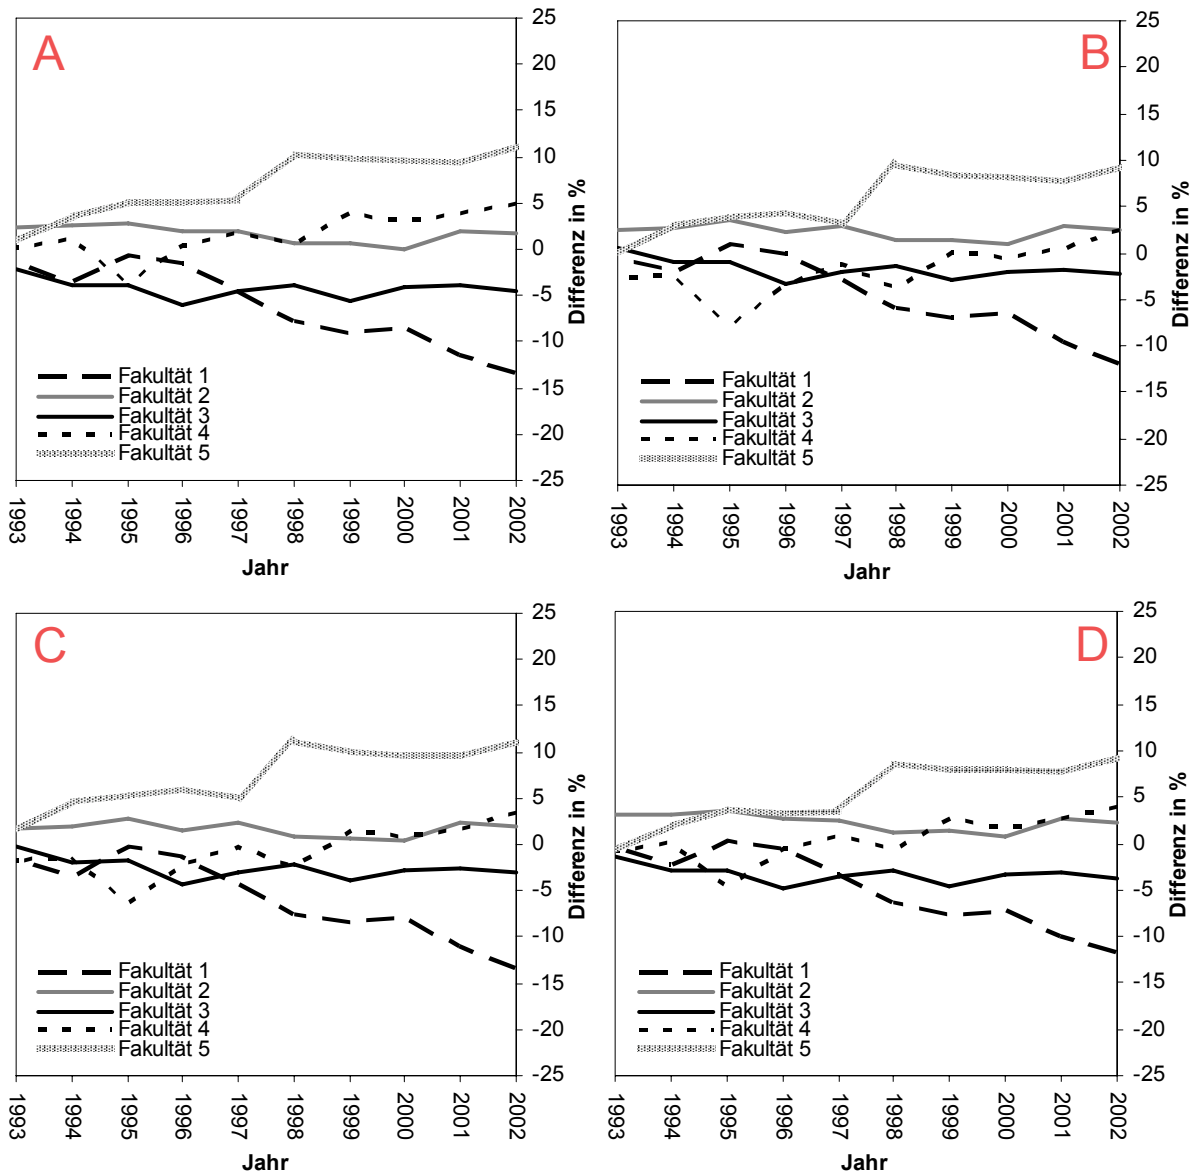 A
25
20
15
10
5
0
-5
-10
-15
-20
-25
Differenz in %
Fakultät 1
Fakultät 2
Fakultät 3
Fakultät 4
Fakultät 5
1993
1994
1995
1996
1997
1998
1999
2000
2001
2002
Jahr
B
25
20
15
10
5
0
-5
-10
-15
-20
-25
Differenz in %
Fakultät 1
Fakultät 2
Fakultät 3
Fakultät 4
Fakultät 5
1993
1994
1995
1996
1997
1998
1999
2000
2001
2002
Jahr
C
25
20
15
10
5
0
-5
-10
-15
-20
-25
Differenz in %
Fakultät 1
Fakultät 2
Fakultät 3
Fakultät 4
Fakultät 5
1993
1994
1995
1996
1997
1998
1999
2000
2001
2002
Jahr
D
25
20
15
10
5
0
-5
-10
-15
-20
-25
Differenz in %
Fakultät 1
Fakultät 2
Fakultät 3
Fakultät 4
Fakultät 5
1993
1994
1995
1996
1997
1998
1999
2000
2001
2002
Jahr